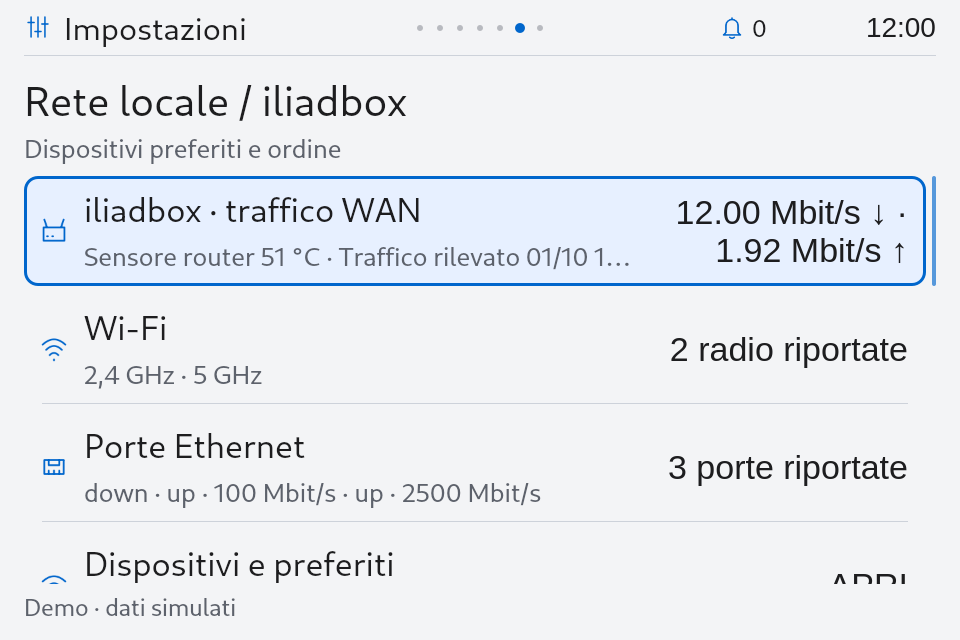 Impostazioni
0
12:00
Rete locale / iliadbox
Dispositivi preferiti e ordine
iliadbox · traffico WAN
12.00 Mbit/s ↓ ·
Sensore router 51 °C · Traffico rilevato 01/10 1…
1.92 Mbit/s ↑
Wi-Fi
2 radio riportate
2,4 GHz · 5 GHz
Porte Ethernet
3 porte riportate
down · up · 100 Mbit/s · up · 2500 Mbit/s
Dispositivi e preferiti
APRI
Demo · dati simulati